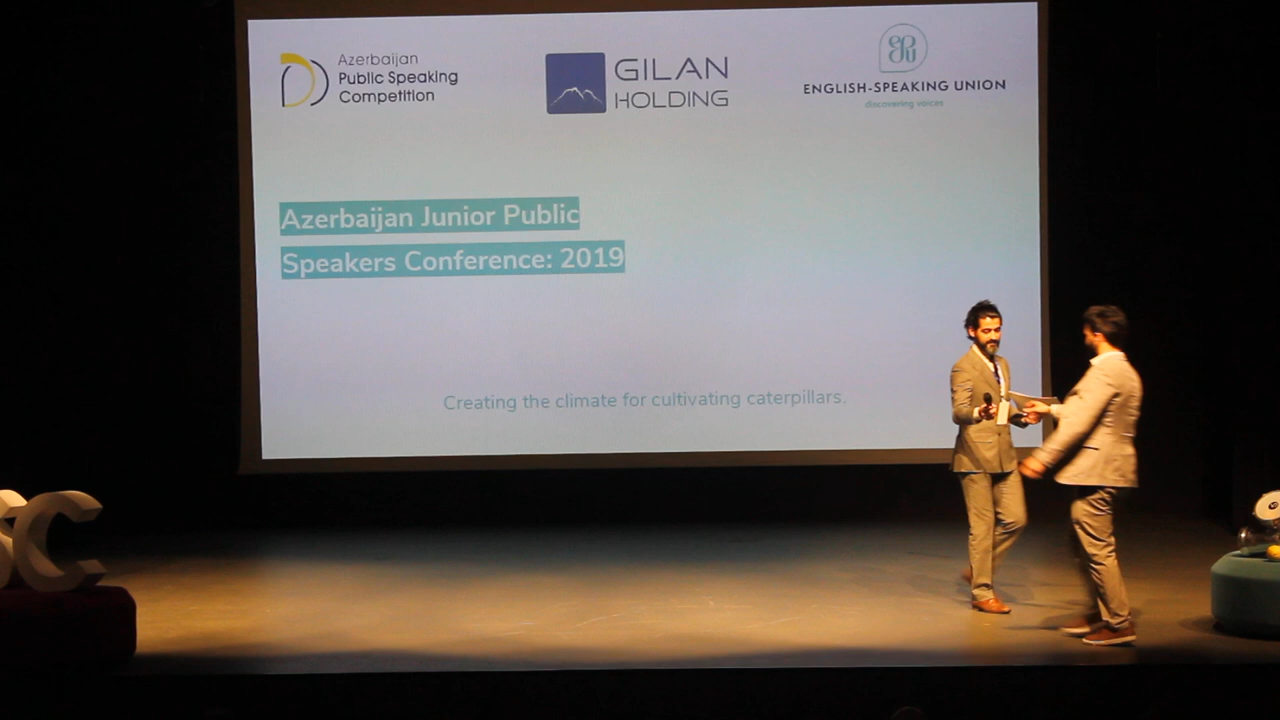 Azerbaijan
Public Speaking
Competition
GILAN
HOLDING
ENGLISH-SPEAKING UNION
discovering voices
Azerbaijan Junior Public
Speakers Conference: 2019
Creating the climate for cultivating caterpillars.
C